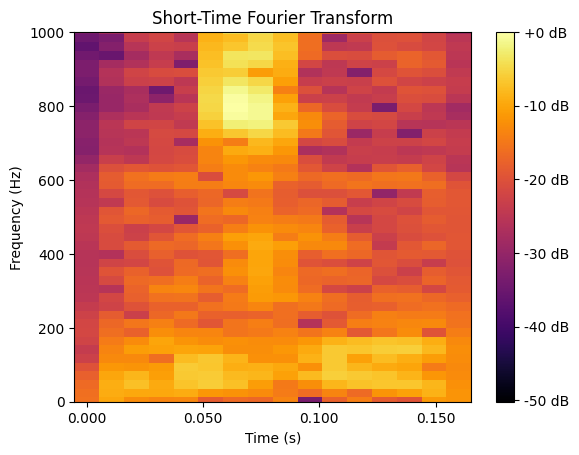 Short-Time Fourier Transform
1000
800
600
400
200
0
Frequency (Hz)
0.000
0.050
0.100
0.150
Time (s)
+0 dB
-10 dB
-20 dB
-30 dB
-40 dB
-50 dB